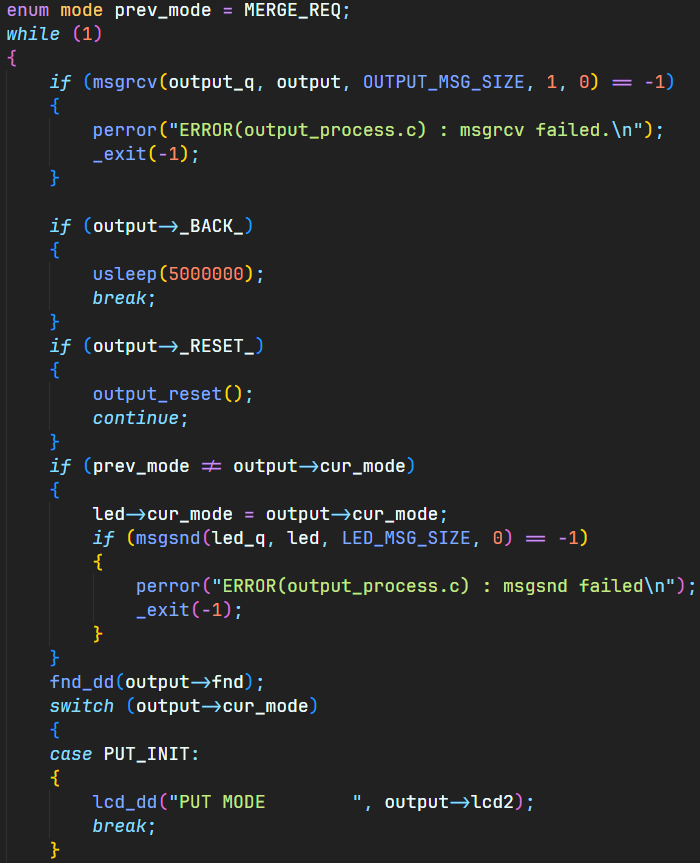 enum mode prev_mode = MERGE_REQ;
while (1)
{
    if (msgrcv(output_q, output, OUTPUT_MSG_SIZE, 1, 0) == -1)
    {
        perror("ERROR(output_process.c) : msgrcv failed.\n");
        _exit(-1);
    }

    if (output->_BACK_)
    {
        usleep(5000000);
        break;
    }
    if (output->_RESET_)
    {
        output_reset();
        continue;
    }
    if (prev_mode != output->cur_mode)
    {
        led->cur_mode = output->cur_mode;
        if (msgsnd(led_q, led, LED_MSG_SIZE, 0) == -1)
        {
            perror("ERROR(output_process.c) : msgsnd failed\n");
            _exit(-1);
        }
    }
    fnd_dd(output->fnd);
    switch (output->cur_mode)
    {
    case PUT_INIT:
    {
        lcd_dd("PUT MODE        ", output->lcd2);
        break;
    }